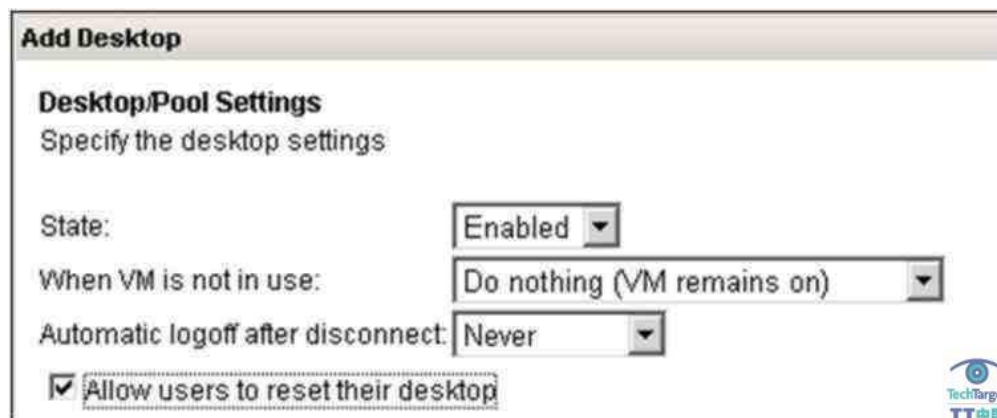 Add Desktop
Desktop/Pool Settings
Specify the desktop settings
State: Enabled
When VM is not in use: Do nothing (VM remains on)
Automatic logoff after disconnect: Never
Allow users to reset their desktop
TechTarg